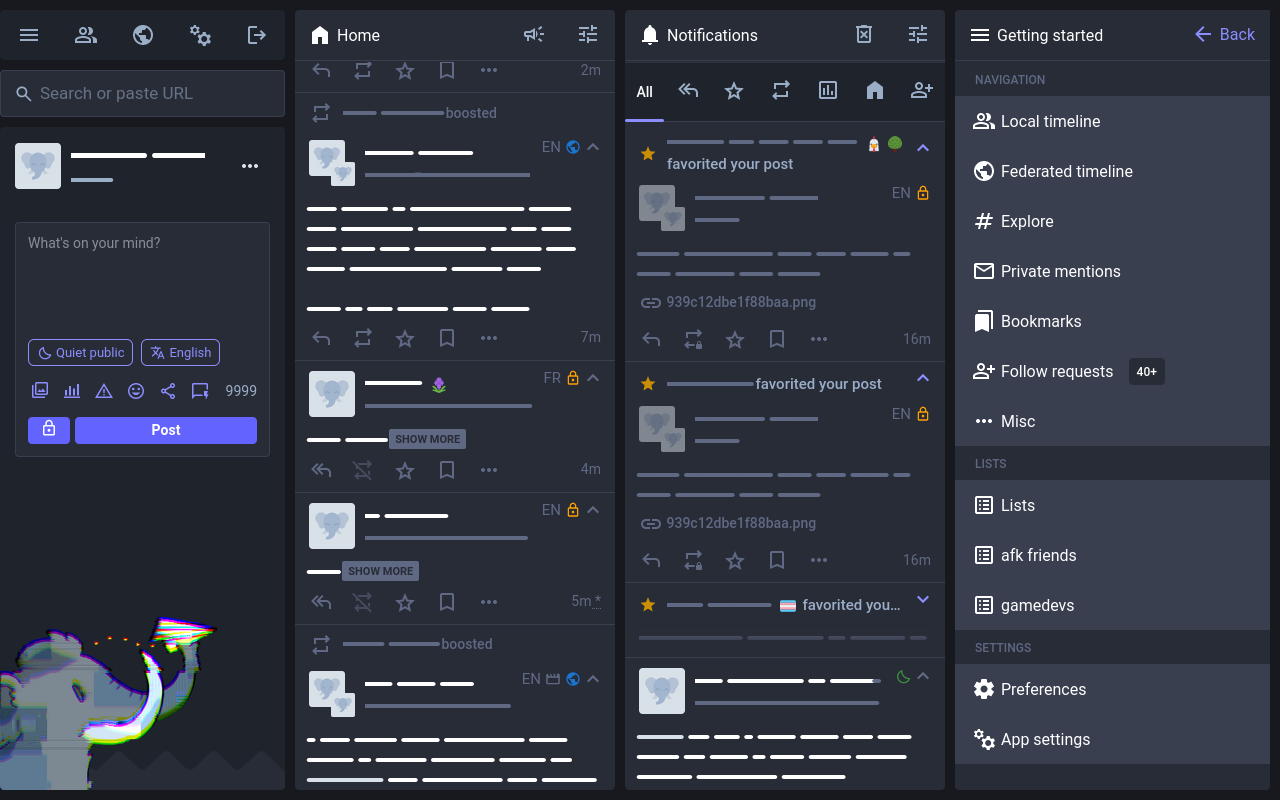 Search or paste URL
What's on your mind?
Quiet public
English
9999
Post
Home
2m
boosted
EN
7m
FR
SHOW MORE
4m
EN
SHOW MORE
5m *
boosted
EN
Notifications
All
favorited your post
EN
939c12dbe1f88baa.png
16m
favorited your post
EN
939c12dbe1f88baa.png
16m
favorited you…
Getting started
Back
NAVIGATION
Local timeline
Federated timeline
Explore
Private mentions
Bookmarks
Follow requests 40+
Misc
LISTS
Lists
afk friends
gamedevs
SETTINGS
Preferences
App settings